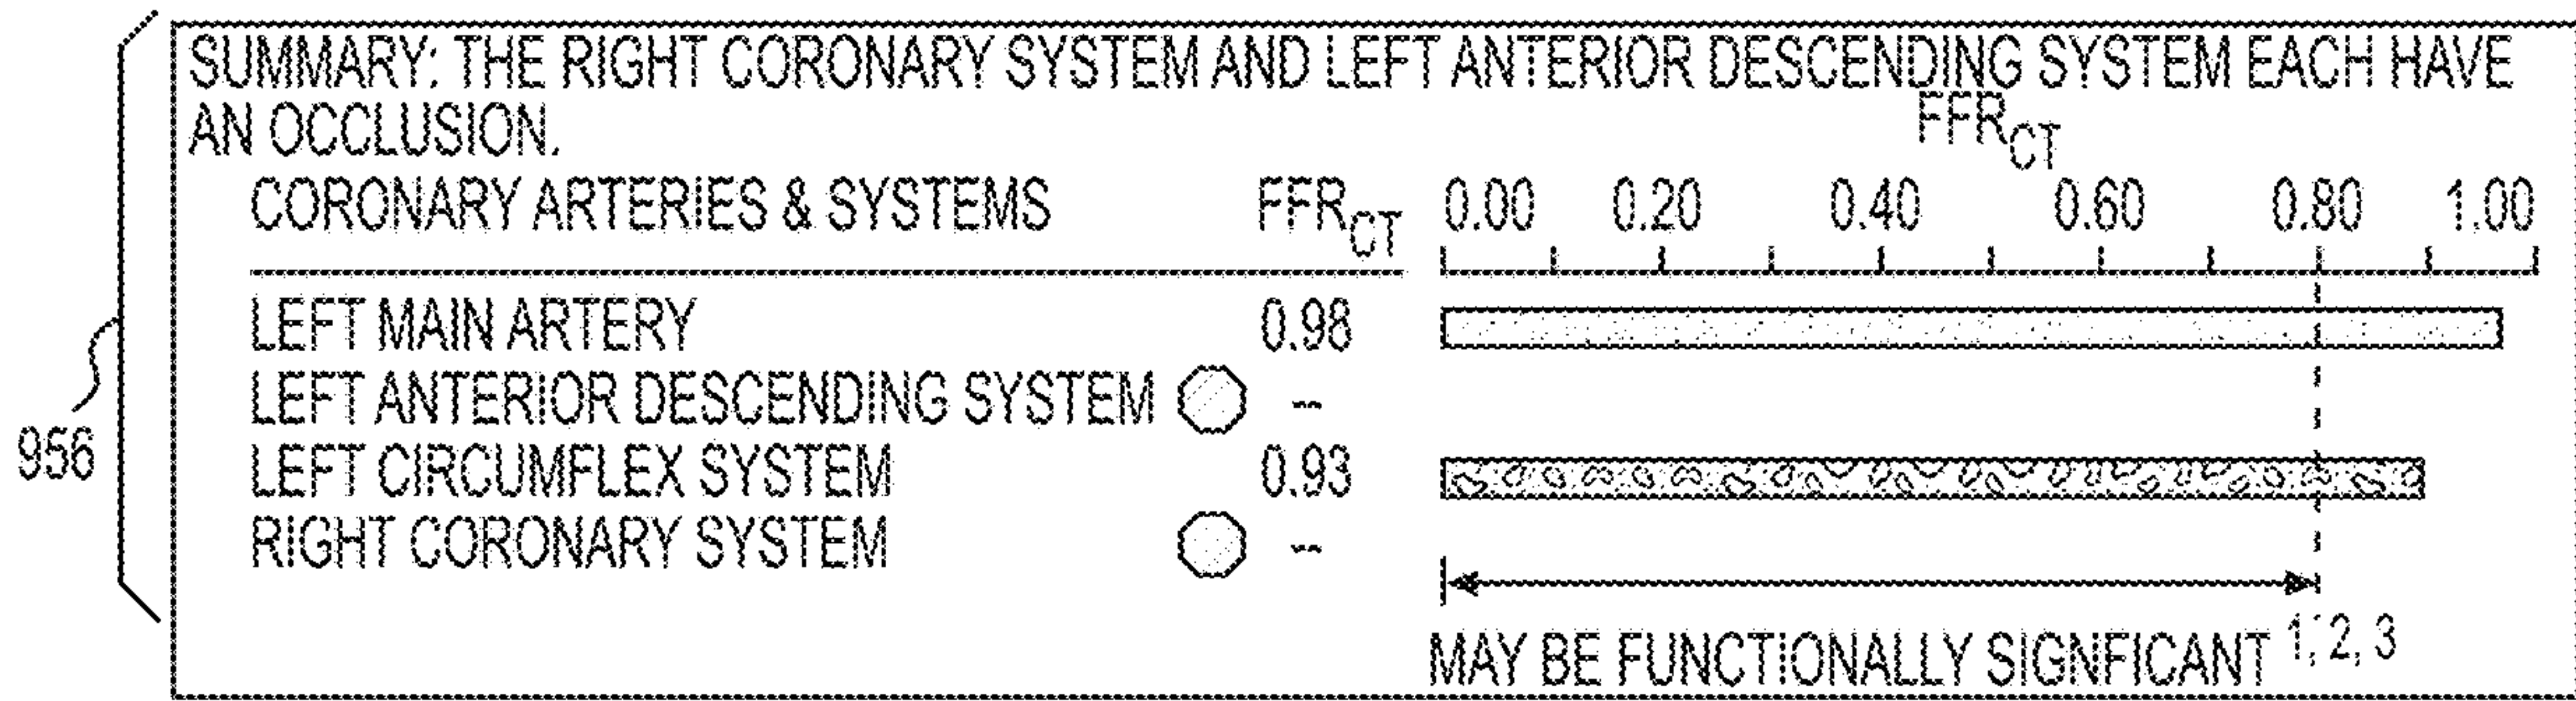 SUMMARY: THE RIGHT CORONARY SYSTEM AND LEFT ANTERIOR DESCENDING SYSTEM EACH HAVE
AN OCCLUSION.
FFRCT
CORONARY ARTERIES & SYSTEMS FFRCT 0.00 0.20 0.40 0.60 0.80 1.00
LEFT MAIN ARTERY 0.98
LEFT ANTERIOR DESCENDING SYSTEM --
956
LEFT CIRCUMFLEX SYSTEM 0.93
RIGHT CORONARY SYSTEM --
MAY BE FUNCTIONALLY SIGNFICANT 1, 2, 3